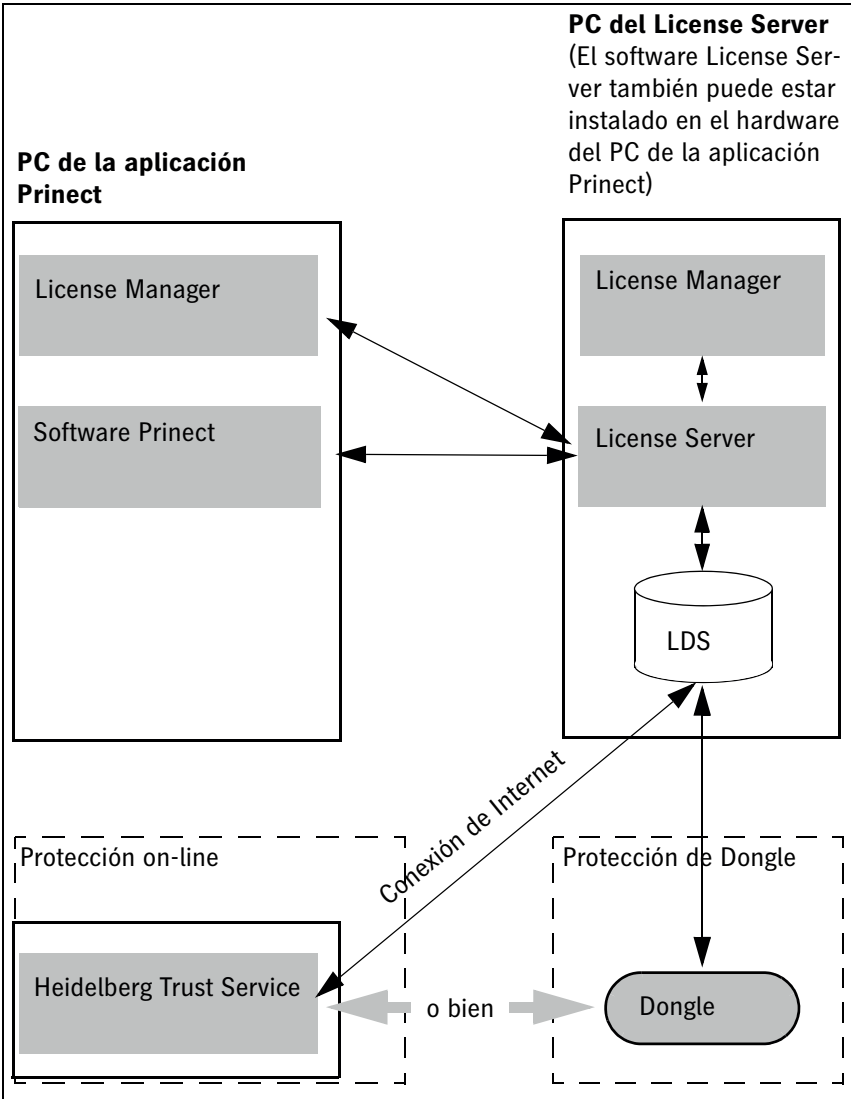 PC del License Server
(El software License Ser-
ver también puede estar
instalado en el hardware
del PC de la aplicación
Prinect)
PC de la aplicación
Prinect
License Manager
Software Prinect
License Manager
License Server
LDS
Conexión de Internet
Protección on-line
Heidelberg Trust Service
o bien
Protección de Dongle
Dongle